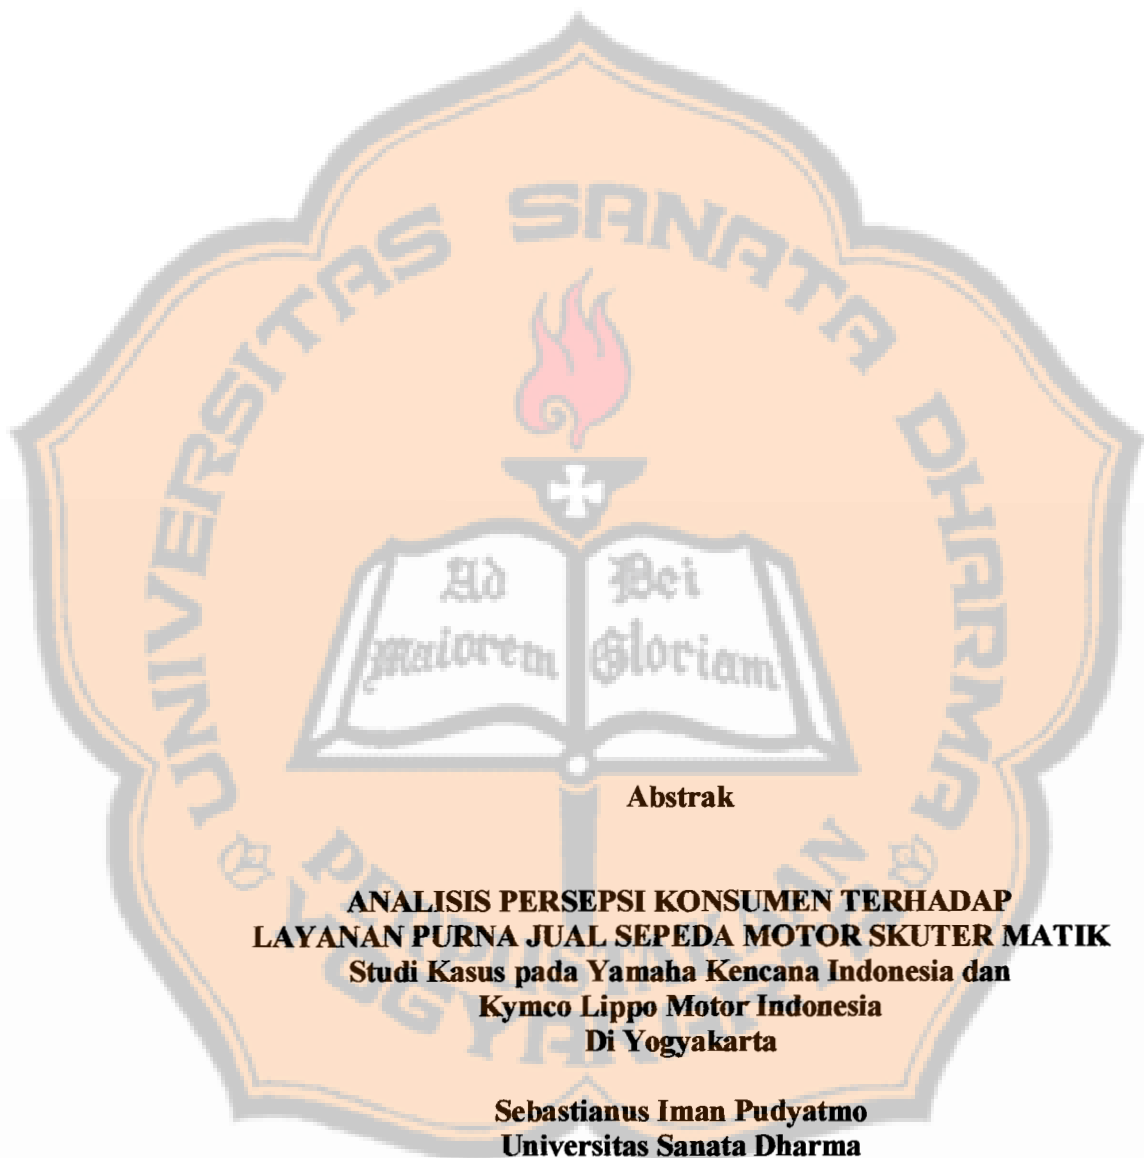 UNIVERSITAS SANATA DHARMA
Ad Dei
Maiorem Gloriam
PERPUSTAKAAN
YOGYAKARTA
Abstrak
ANALISIS PERSEPSI KONSUMEN TERHADAP
LAYANAN PURNA JUAL SEPEDA MOTOR SKUTER MATIK
Studi Kasus pada Yamaha Kencana Indonesia dan
Kymco Lippo Motor Indonesia
Di Yogyakarta
Sebastianus Iman Pudyatmo
Universitas Sanata Dharma